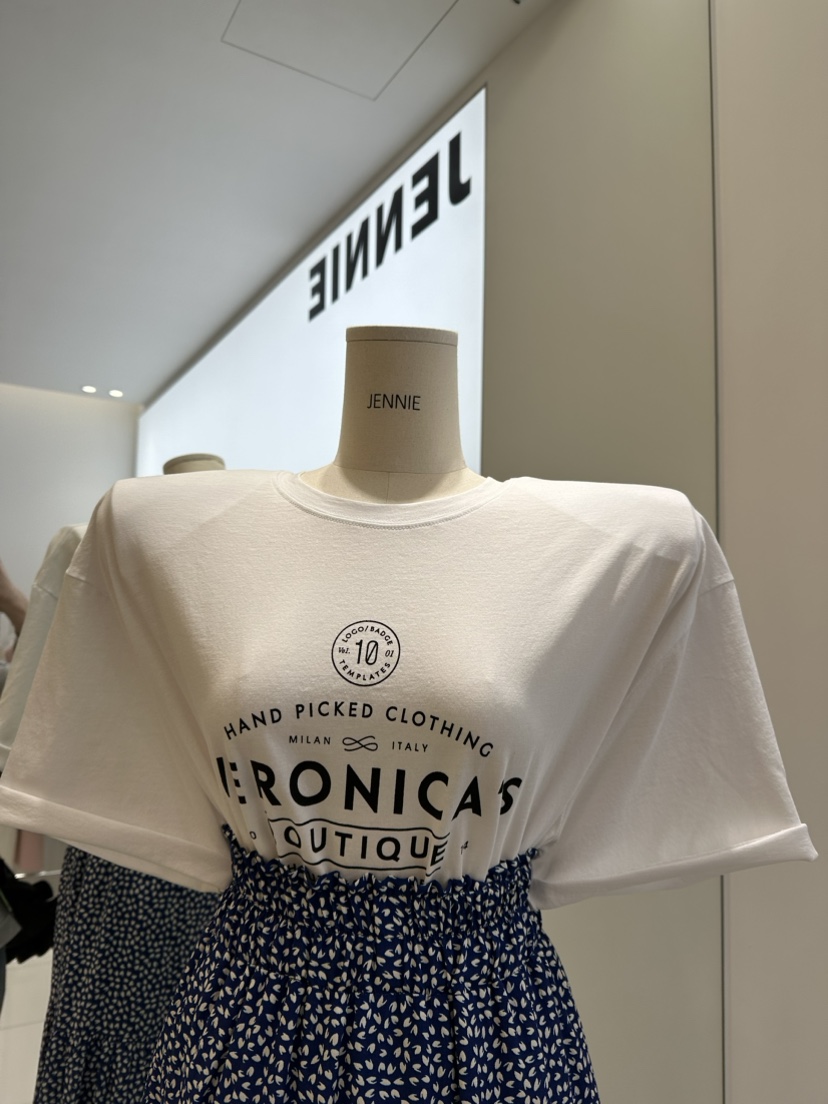 JENNIE
JENNIE
LOGO/BADGE
Vol. 10 01
TEMPLATES
HAND PICKED CLOTHING
MILAN ITALY
ERONICA'S
OUTIQUE